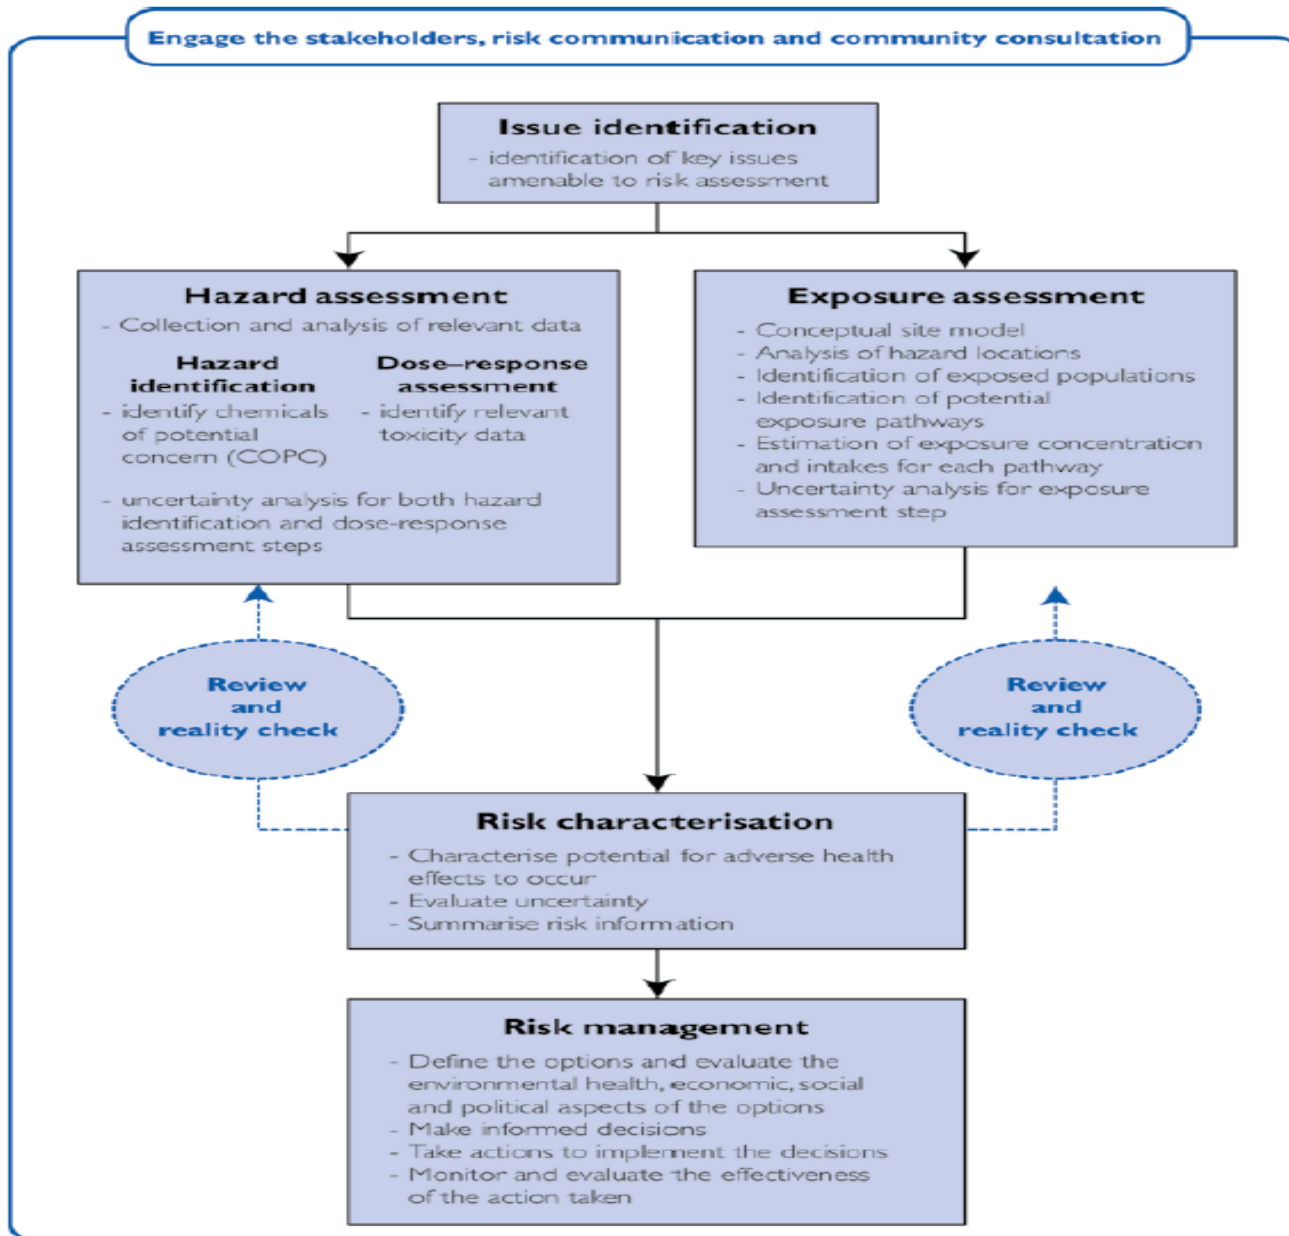 Engage the stakeholders, risk communication and community consultation
Issue identification
- identification of key issues
amenable to risk assessment
Hazard assessment
- Collection and analysis of relevant data
Hazard
identification
- identify chemicals
of potential
concern (COPC)
Dose–response
assessment
- identify relevant
toxicity data
- uncertainty analysis for both hazard
identification and dose-response
assessment steps
Exposure assessment
- Conceptual site model
- Analysis of hazard locations
- Identification of exposed populations
- Identification of potential
exposure pathways
- Estimation of exposure concentration
and intakes for each pathway
- Uncertainty analysis for exposure
assessment step
Review
and
reality check
Review
and
reality check
Risk characterisation
- Characterise potential for adverse health
effects to occur
- Evaluate uncertainty
- Summarise risk information
Risk management
- Define the options and evaluate the
environmental health, economic, social
and political aspects of the options
- Make informed decisions
- Take actions to implement the decisions
- Monitor and evaluate the effectiveness
of the action taken